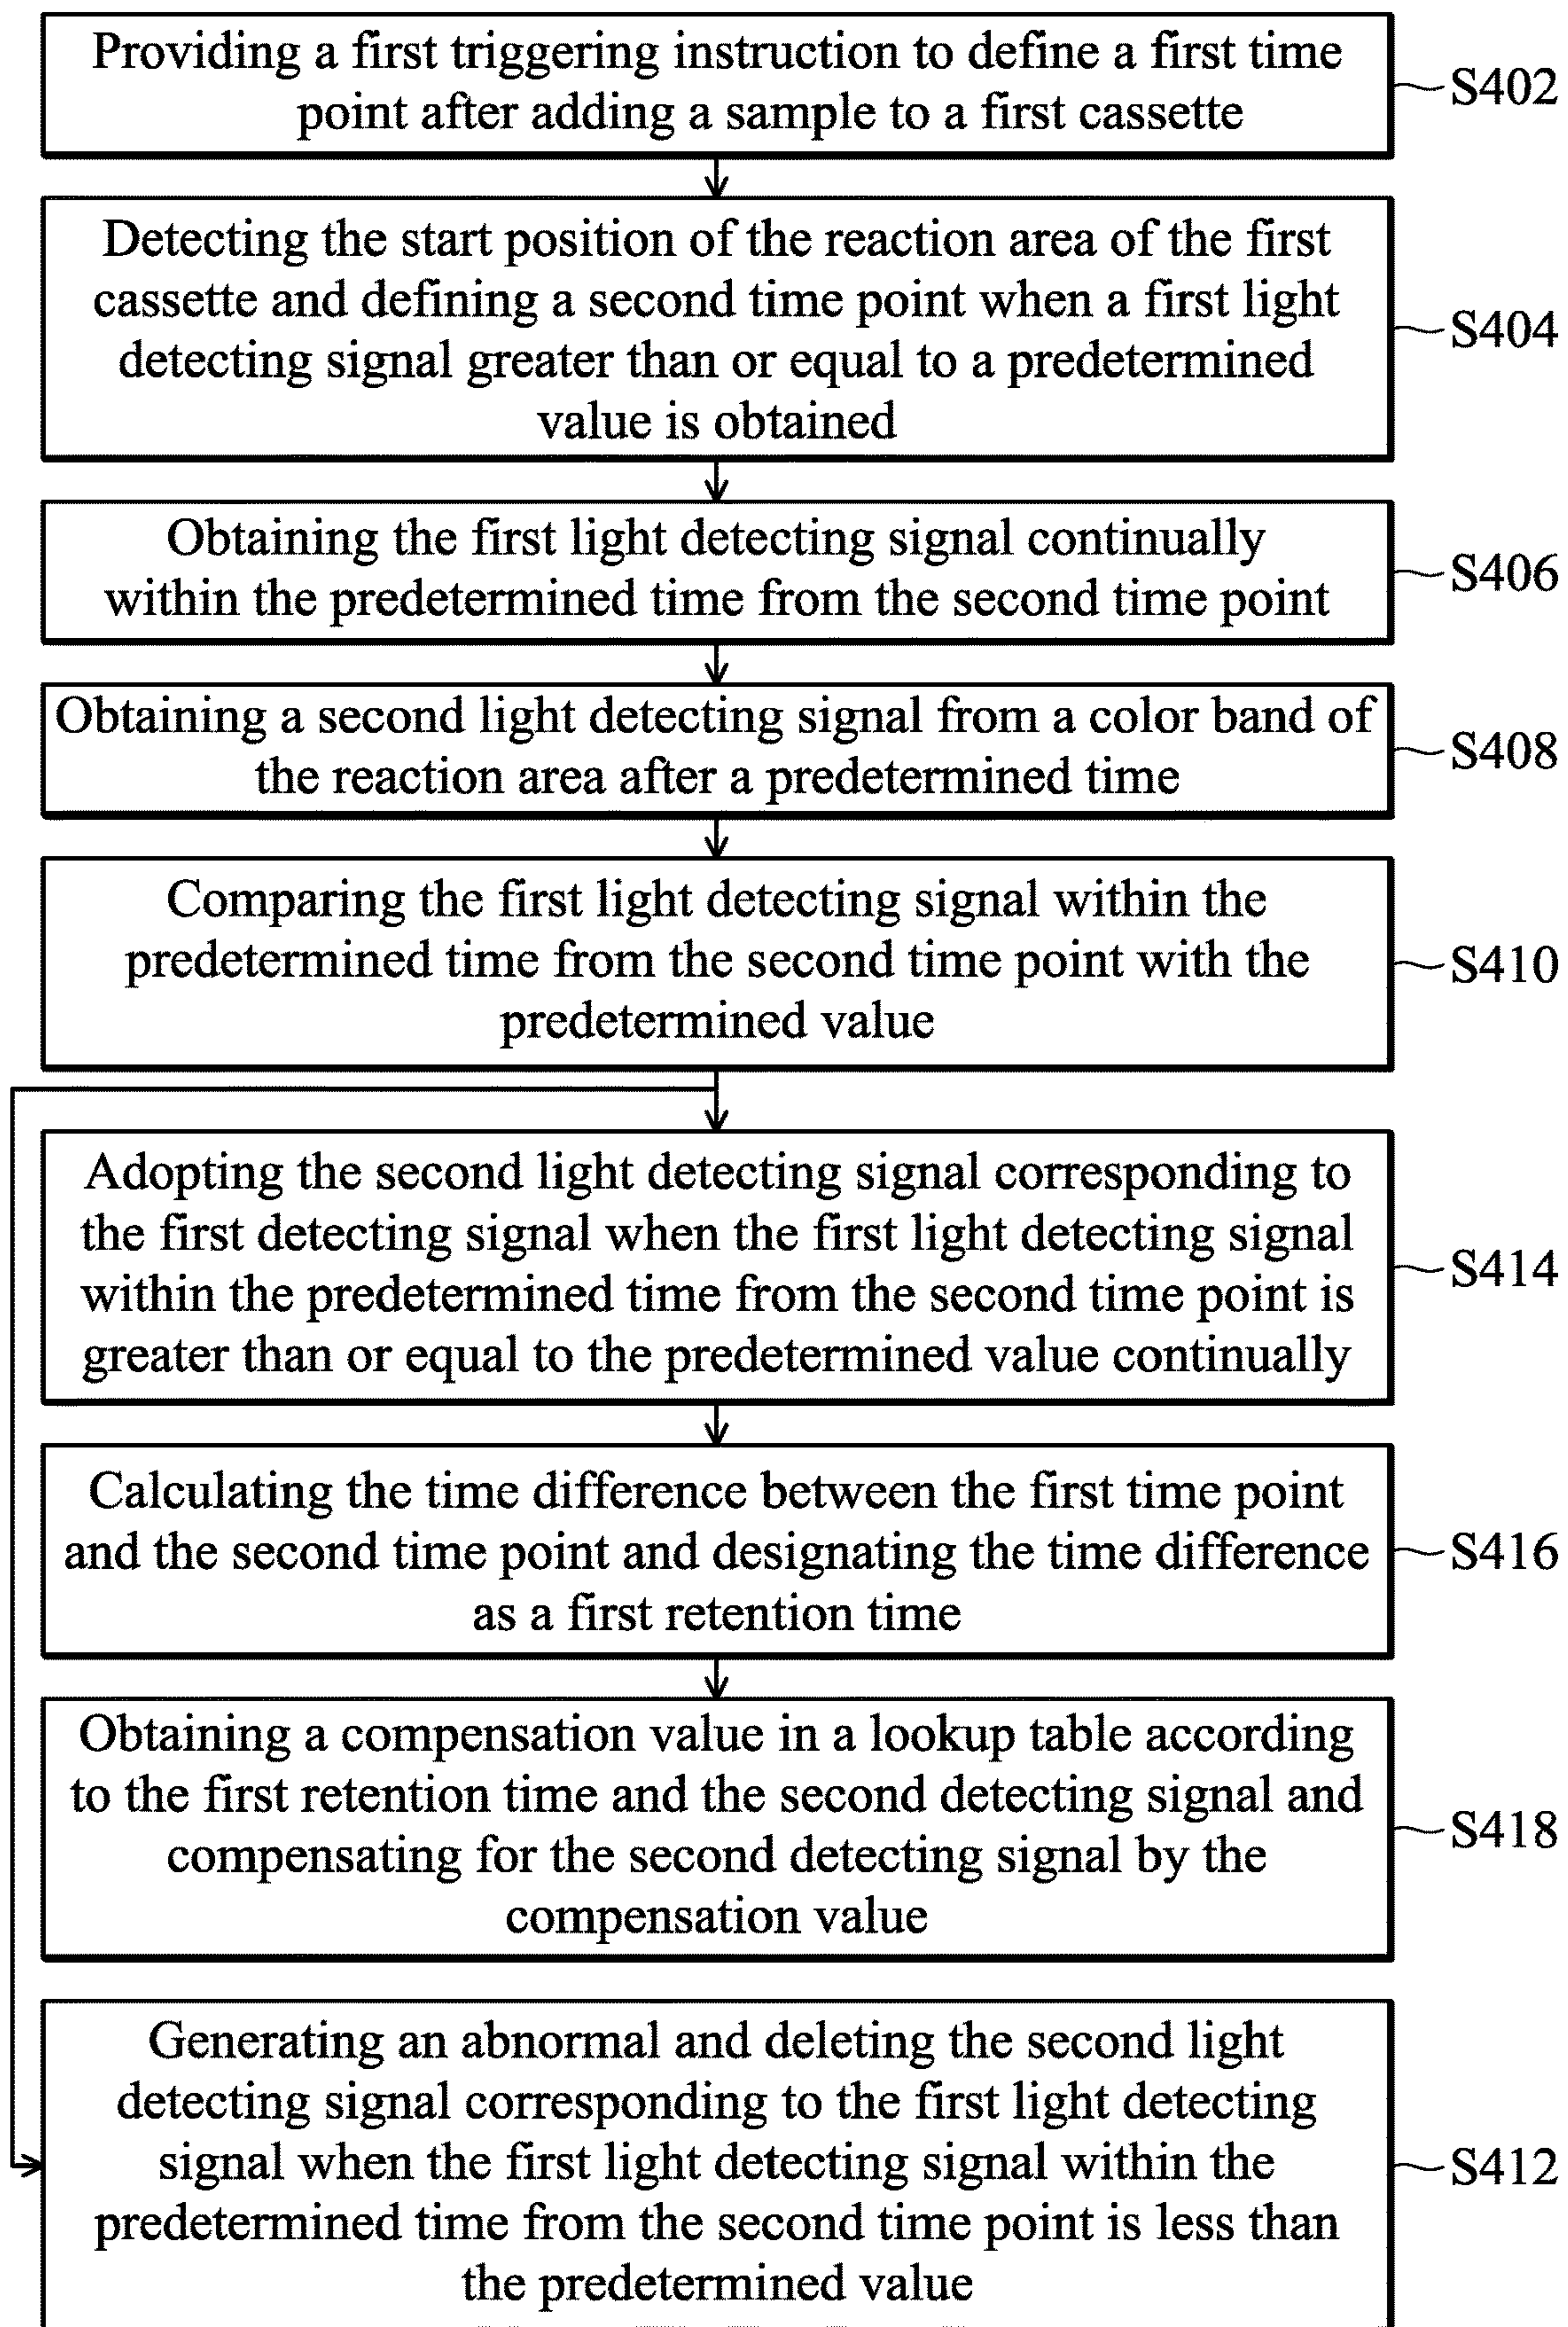 Providing a first triggering instruction to define a first time
point after adding a sample to a first cassette
S402
Detecting the start position of the reaction area of the first
cassette and defining a second time point when a first light
detecting signal greater than or equal to a predetermined
value is obtained
S404
Obtaining the first light detecting signal continually
within the predetermined time from the second time point
S406
Obtaining a second light detecting signal from a color band of
the reaction area after a predetermined time
S408
Comparing the first light detecting signal within the
predetermined time from the second time point with the
predetermined value
S410
Adopting the second light detecting signal corresponding to
the first detecting signal when the first light detecting signal
within the predetermined time from the second time point is
greater than or equal to the predetermined value continually
S414
Calculating the time difference between the first time point
and the second time point and designating the time difference
as a first retention time
S416
Obtaining a compensation value in a lookup table according
to the first retention time and the second detecting signal and
compensating for the second detecting signal by the
compensation value
S418
Generating an abnormal and deleting the second light
detecting signal corresponding to the first light detecting
signal when the first light detecting signal within the
predetermined time from the second time point is less than
the predetermined value
S412